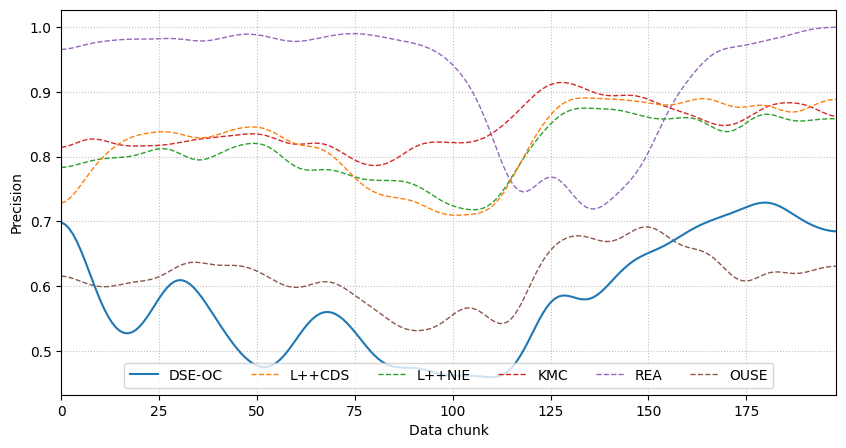 1.0
0.9
0.8
0.7
0.6
0.5
Precision
DSE-OC L++CDS L++NIE KMC REA OUSE
0 25 50 75 100 125 150 175
Data chunk